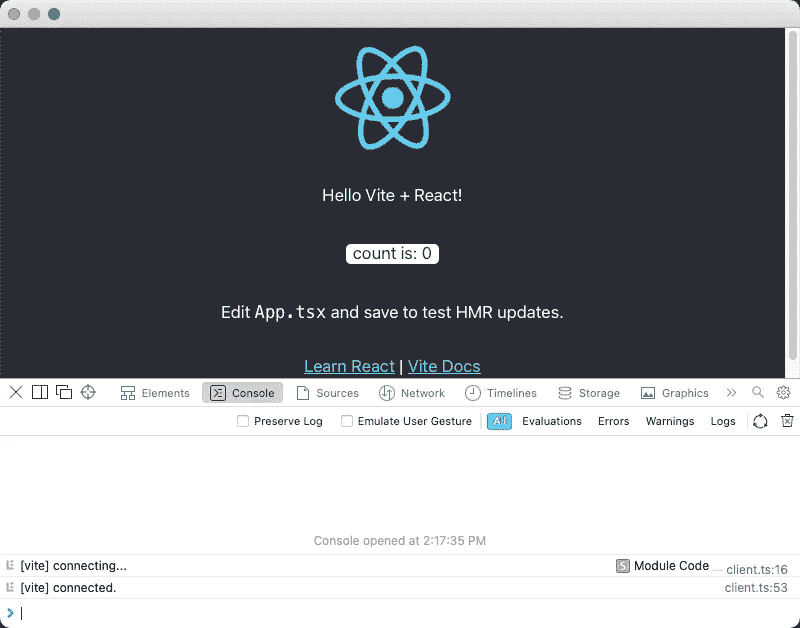 Hello Vite + React!
count is: 0
Edit App.tsx and save to test HMR updates.
Learn React | Vite Docs
Elements Console Sources Network Timelines Storage Graphics
Preserve Log Emulate User Gesture All Evaluations Errors Warnings Logs
Console opened at 2:17:35 PM
[vite] connecting... S Module Code — client.ts:16
[vite] connected. client.ts:53